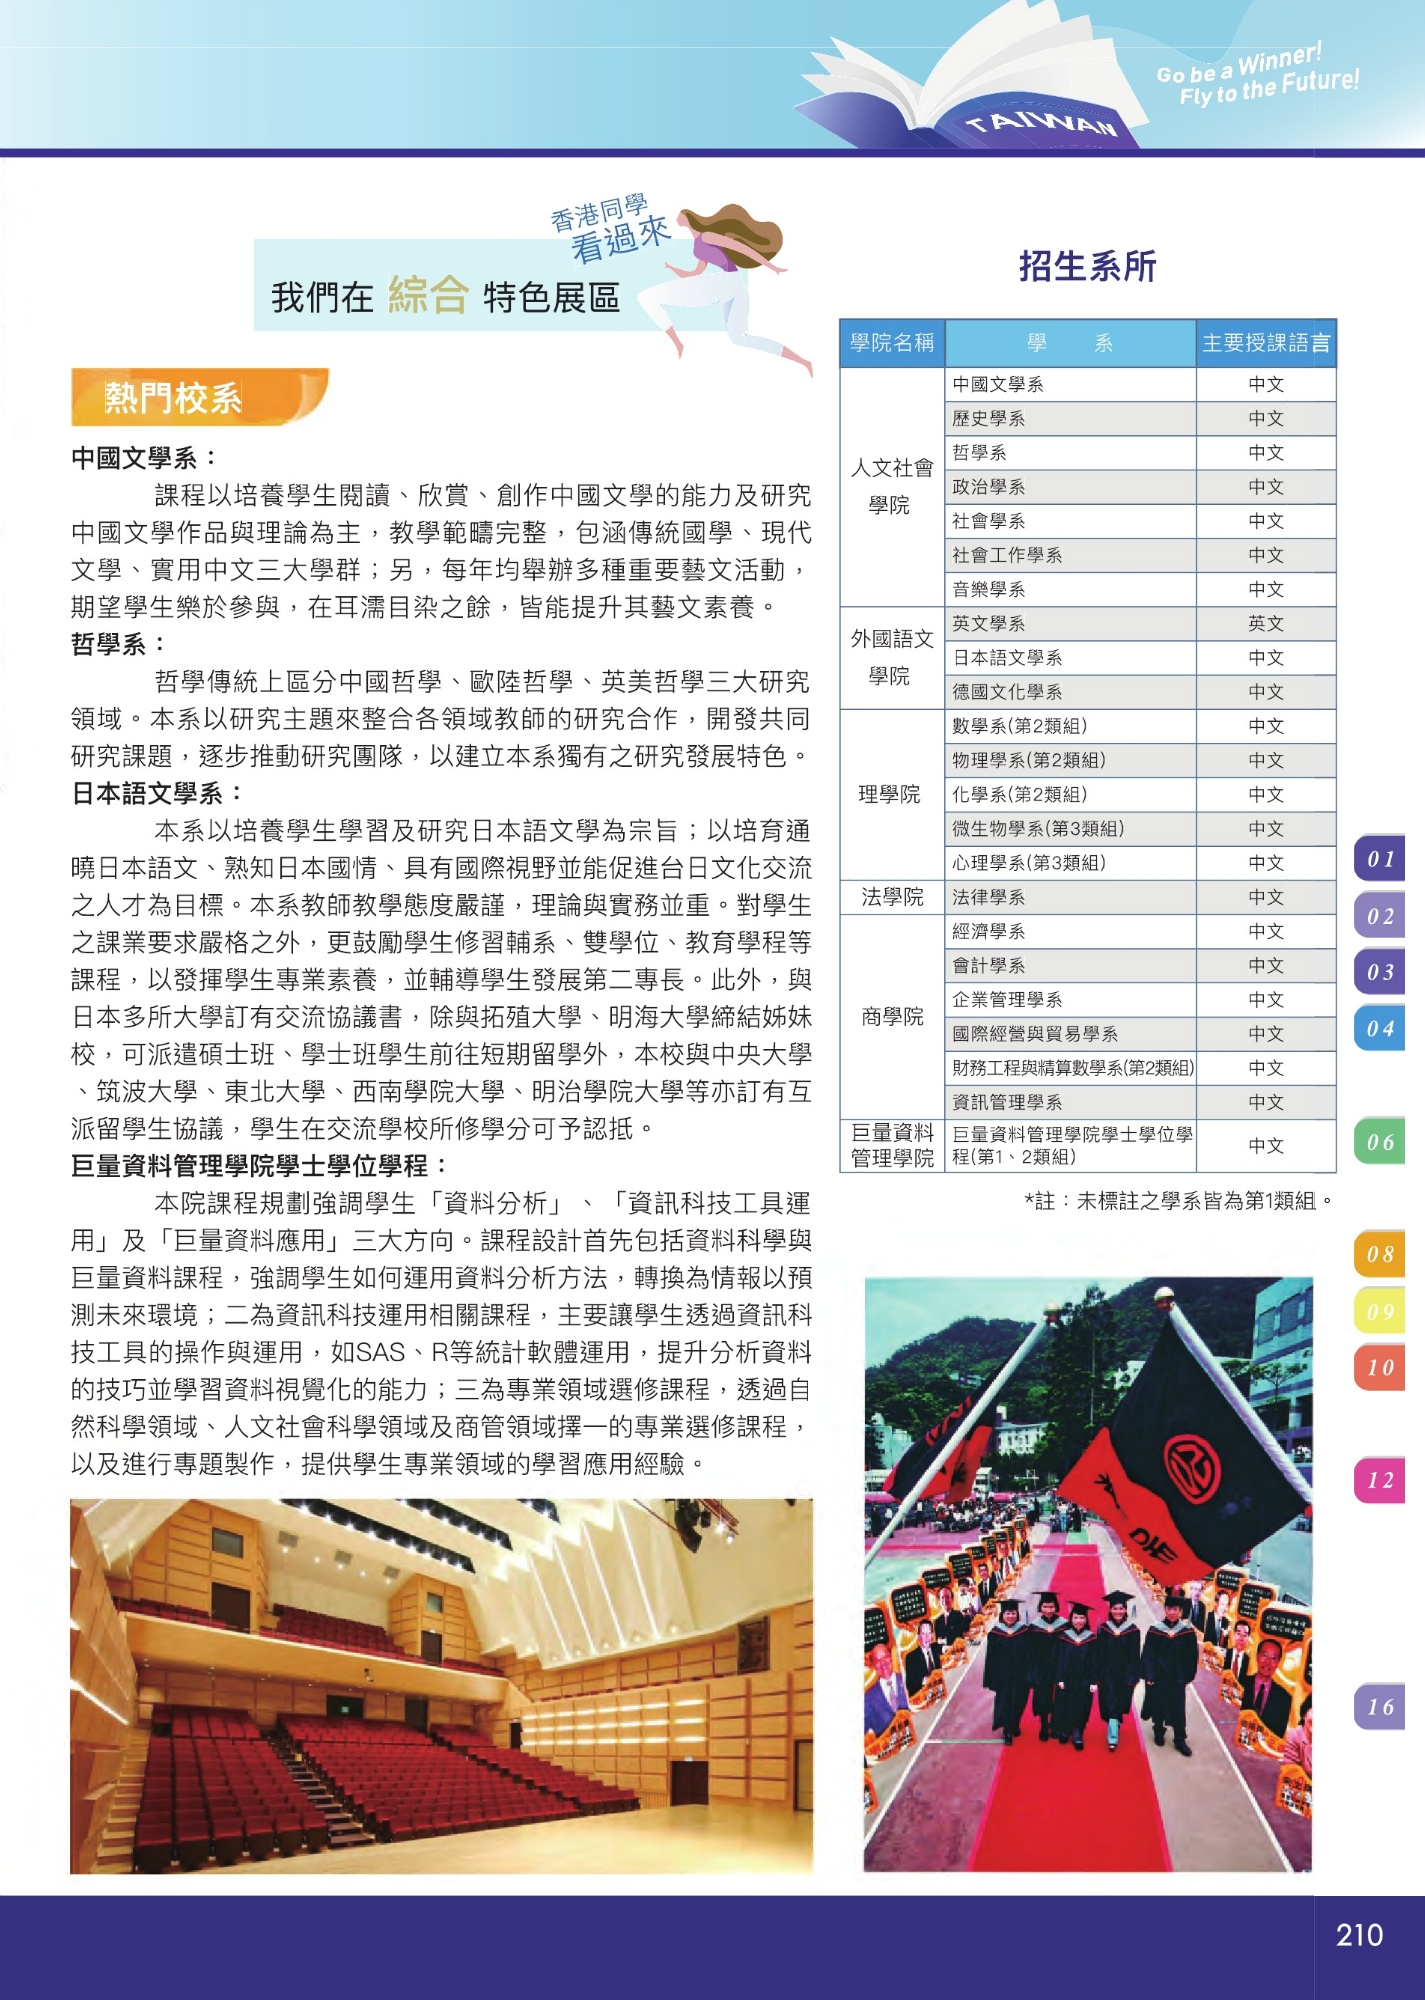 Go be a Winner!
Fly to the Future!
TAIWAN
香港同學
看過來
我們在 綜合 特色展區
熱門校系
中國文學系：
課程以培養學生閱讀、欣賞、創作中國文學的能力及研究
中國文學作品與理論為主，教學範疇完整，包涵傳統國學、現代
文學、實用中文三大學群；另，每年均舉辦多種重要藝文活動，
期望學生樂於參與，在耳濡目染之餘，皆能提升其藝文素養。
哲學系：
哲學傳統上區分中國哲學、歐陸哲學、英美哲學三大研究
領域。本系以研究主題來整合各領域教師的研究合作，開發共同
研究課題，逐步推動研究團隊，以建立本系獨有之研究發展特色。
日本語文學系：
本系以培養學生學習及研究日本語文學為宗旨；以培育通
曉日本語文、熟知日本國情、具有國際視野並能促進台日文化交流
之人才為目標。本系教師教學態度嚴謹，理論與實務並重。對學生
之課業要求嚴格之外，更鼓勵學生修習輔系、雙學位、教育學程等
課程，以發揮學生專業素養，並輔導學生發展第二專長。此外，與
日本多所大學訂有交流協議書，除與拓殖大學、明海大學締結姊妹
校，可派遣碩士班、學士班學生前往短期留學外，本校與中央大學
、筑波大學、東北大學、西南學院大學、明治學院大學等亦訂有互
派留學生協議，學生在交流學校所修學分可予認抵。
巨量資料管理學院學士學位學程：
本院課程規劃強調學生「資料分析」、「資訊科技工具運
用」及「巨量資料應用」三大方向。課程設計首先包括資料科學與
巨量資料課程，強調學生如何運用資料分析方法，轉換為情報以預
測未來環境；二為資訊科技運用相關課程，主要讓學生透過資訊科
技工具的操作與運用，如SAS、R等統計軟體運用，提升分析資料
的技巧並學習資料視覺化的能力；三為專業領域選修課程，透過自
然科學領域、人文社會科學領域及商管領域擇一的專業選修課程，
以及進行專題製作，提供學生專業領域的學習應用經驗。
招生系所
學院名稱 學 系 主要授課語言
人文社會
學院
中國文學系 中文
歷史學系 中文
哲學系 中文
政治學系 中文
社會學系 中文
社會工作學系 中文
音樂學系 中文
外國語文
學院
英文學系 英文
日本語文學系 中文
德國文化學系 中文
理學院
數學系(第2類組) 中文
物理學系(第2類組) 中文
化學系(第2類組) 中文
微生物學系(第3類組) 中文
心理學系(第3類組) 中文
法學院 法律學系 中文
商學院
經濟學系 中文
會計學系 中文
企業管理學系 中文
國際經營與貿易學系 中文
財務工程與精算數學系(第2類組) 中文
資訊管理學系 中文
巨量資料
管理學院
巨量資料管理學院學士學位學
程(第1、2類組) 中文
*註：未標註之學系皆為第1類組。
01
02
03
04
06
08
09
10
12
16
210